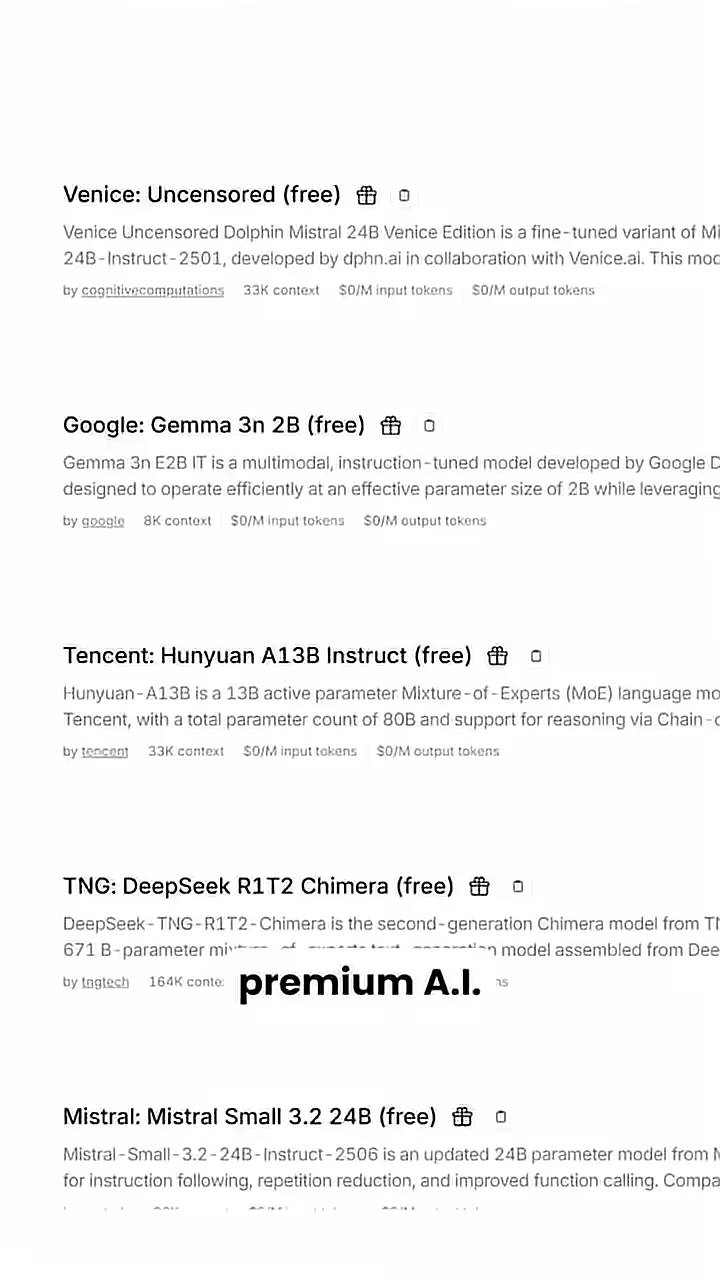 Venice: Uncensored (free)
Venice Uncensored Dolphin Mistral 24B Venice Edition is a fine-tuned variant of
24B-Instruct-2501, developed by dphn.ai in collaboration with Venice.ai. This
by cognitivecomputations 33K context $0/M input tokens $0/M output tokens
Google: Gemma 3n 2B (free)
Gemma 3n E2B IT is a multimodal, instruction-tuned model developed by Google
designed to operate efficiently at an effective parameter size of 2B while leveraging
by google 8K context $0/M input tokens $0/M output tokens
Tencent: Hunyuan A13B Instruct (free)
Hunyuan-A13B is a 13B active parameter Mixture-of-Experts (MoE) language
Tencent, with a total parameter count of 80B and support for reasoning via Chain-
by tencent 33K context $0/M input tokens $0/M output tokens
TNG: DeepSeek R1T2 Chimera (free)
DeepSeek-TNG-R1T2-Chimera is the second-generation Chimera model from
671 B-parameter model assembled from
by tngtech 164K
premium A.I.
Mistral: Mistral Small 3.2 24B (free)
Mistral-Small-3.2-24B-Instruct-2506 is an updated 24B parameter model from
for instruction following, repetition reduction, and improved function calling.